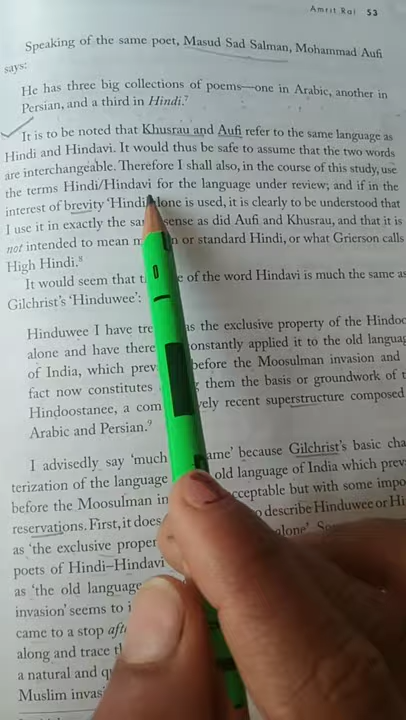 Amrit Rai 53
Speaking of the same poet, Masud Sad Salman, Mohammad Aufi
says:
He has three big collections of poems—one in Arabic, another in
Persian, and a third in Hindi.⁷
It is to be noted that Khusrau and Aufi refer to the same language as
Hindi and Hindavi. It would thus be safe to assume that the two words
are interchangeable. Therefore I shall also, in the course of this study, use
the terms Hindi/Hindavi for the language under review; and if in the
interest of brevity 'Hindi alone is used, it is clearly to be understood that
I use it in exactly the sa sense as did Aufi and Khusrau, and that it is
not intended to mean m n or standard Hindi, or what Grierson calls
High Hindi.⁸
It would seem that t e of the word Hindavi is much the same as
Gilchrist's 'Hinduwee':
Hinduwee I have tre as the exclusive property of the Hindoo
alone and have there onstantly applied it to the old languag
of India, which prev before the Moosulman invasion and
fact now constitutes g them the basis or groundwork of t
Hindoostanee, a com vely recent superstructure composed
Arabic and Persian.⁹
I advisedly say 'much ame' because Gilchrist's basic cha
terization of the language old language of India which prev
before the Moosulman in cceptable but with some impo
reservations. First, it does o describe Hinduwee or Hi
as 'the exclusive proper alone'.
poets of Hindi–Hindavi
as 'the old language
invasion' seems to i
came to a stop aft
along and trace t
a natural and q
Muslim invasi